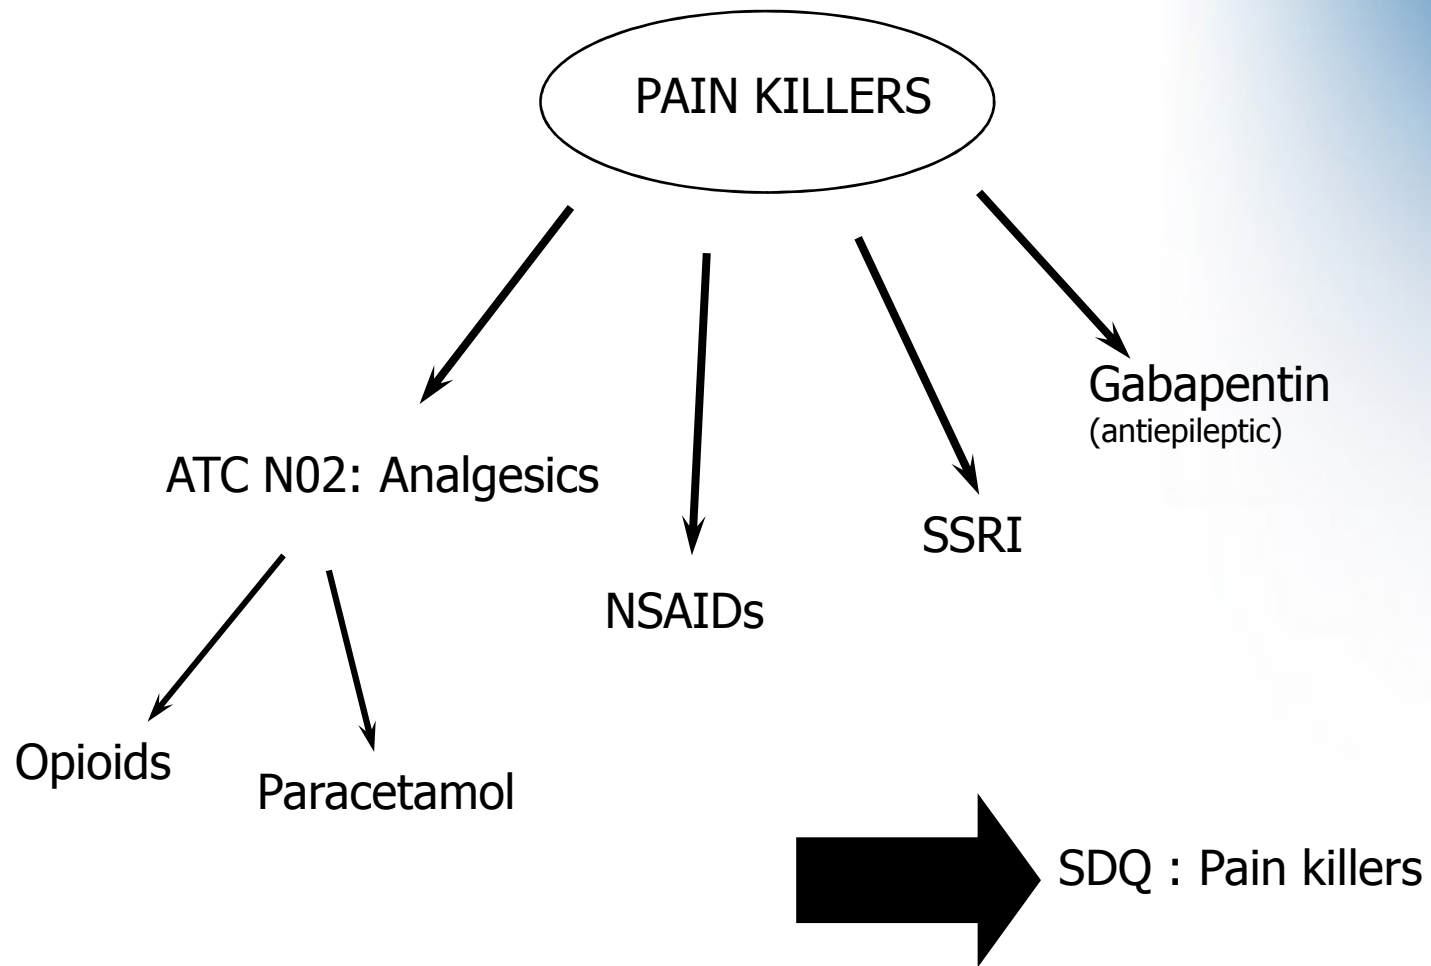 PAIN KILLERS
Gabapentin
(antiepileptic)
ATC N02: Analgesics
SSRI
NSAIDs
Opioids
Paracetamol
SDQ : Pain killers